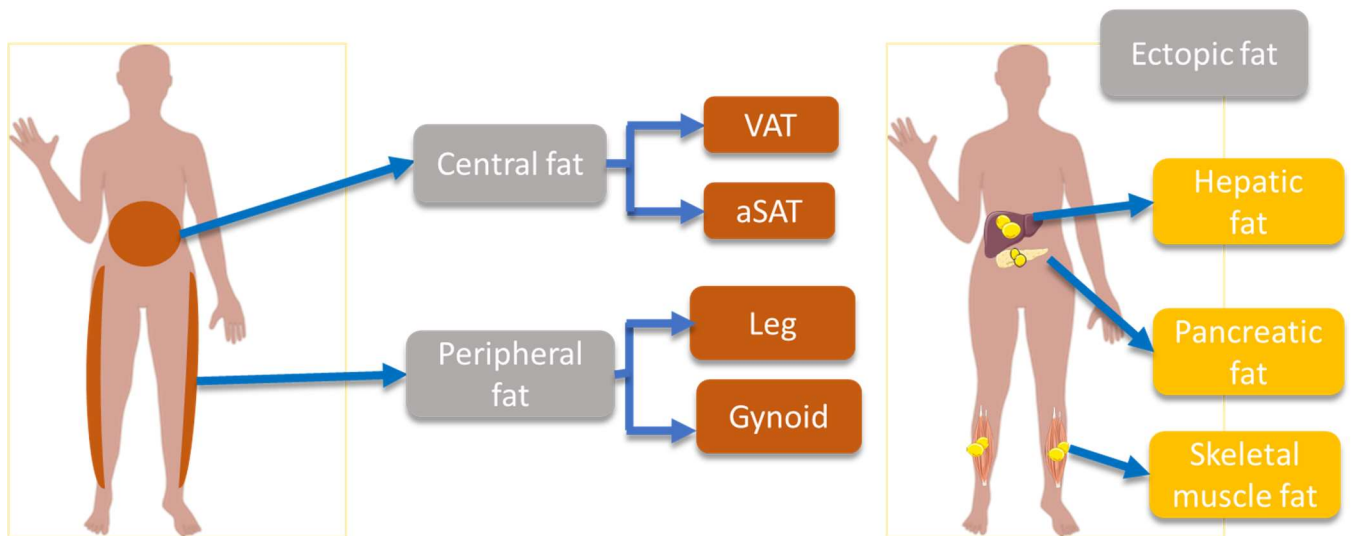 Central fat
VAT
aSAT
Peripheral
fat
Leg
Gynoid
Ectopic fat
Hepatic
fat
Pancreatic
fat
Skeletal
muscle fat